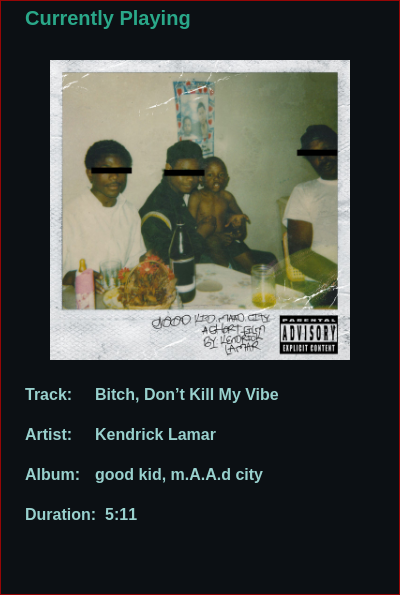 Currently Playing
good kid, m.A.A.d city
a short film
by Kendrick
Lamar
PARENTAL
ADVISORY
EXPLICIT CONTENT
Track: Bitch, Don’t Kill My Vibe
Artist: Kendrick Lamar
Album: good kid, m.A.A.d city
Duration: 5:11